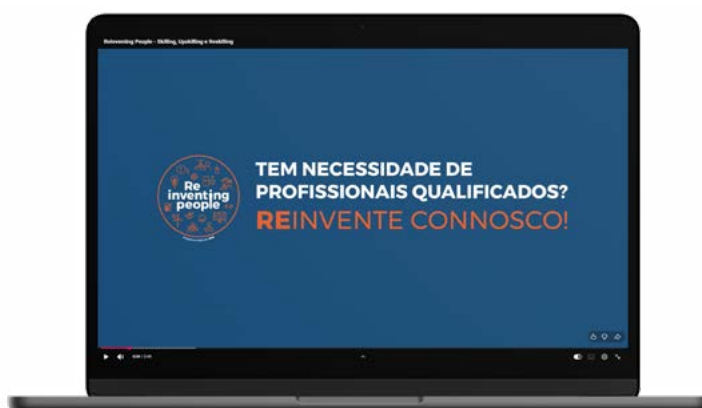 Reinventing People - Skilling, Upskilling e Reskilling
Re
inventing
people
TEM NECESSIDADE DE
PROFISSIONAIS QUALIFICADOS?
REINVENTE CONNOSCO!